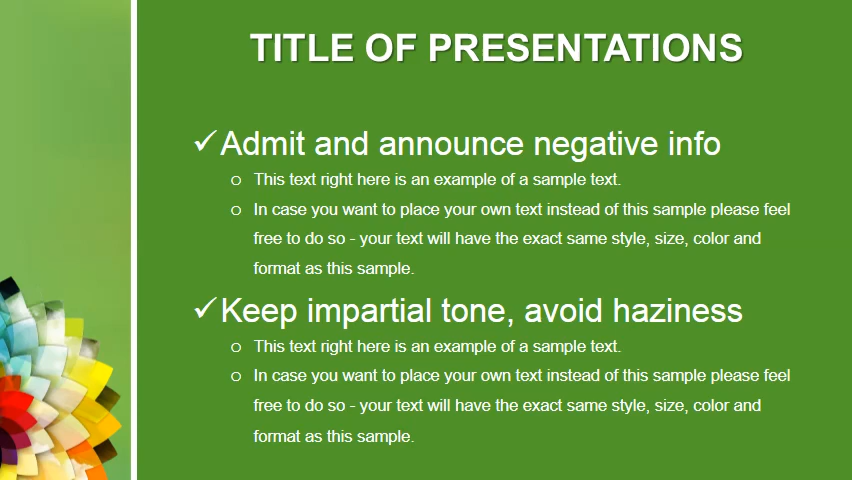 TITLE OF PRESENTATIONS
✓ Admit and announce negative info
o This text right here is an example of a sample text.
o In case you want to place your own text instead of this sample please feel
free to do so - your text will have the exact same style, size, color and
format as this sample.
✓ Keep impartial tone, avoid haziness
o This text right here is an example of a sample text.
o In case you want to place your own text instead of this sample please feel
free to do so - your text will have the exact same style, size, color and
format as this sample.